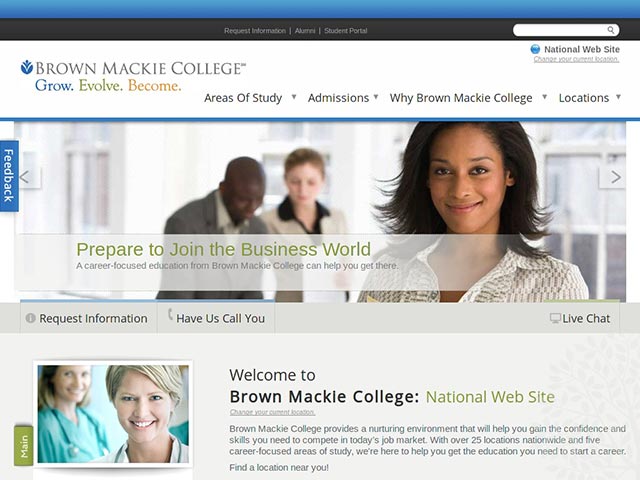 Request Information | Alumni | Student Portal
National Web Site
Change your current location.
BROWN MACKIE COLLEGE℠
Grow. Evolve. Become.
Areas Of Study Admissions Why Brown Mackie College Locations
Feedback
Prepare to Join the Business World
A career-focused education from Brown Mackie College can help you get there.
Request Information Have Us Call You Live Chat
Welcome to
Brown Mackie College: National Web Site
Change your current location.
Brown Mackie College provides a nurturing environment that will help you gain the confidence and
skills you need to compete in today's job market. With over 25 locations nationwide and five
career-focused areas of study, we're here to help you get the education you need to start a career.
Find a location near you!
Main